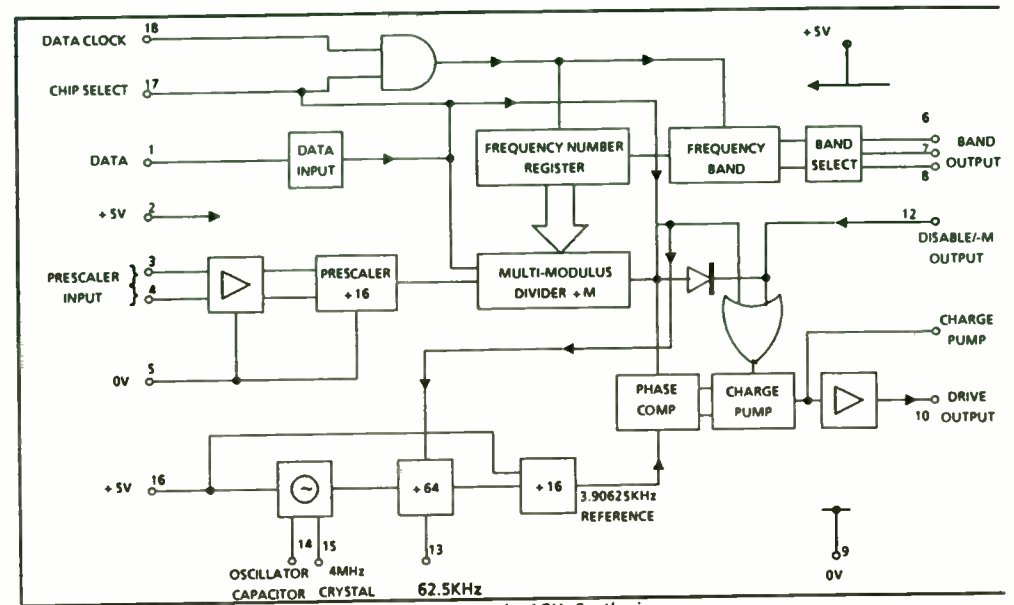 DATA CLOCK
18
+5V
CHIP SELECT
17
6
BAND
OUTPUT
7
8
DATA
1
DATA
INPUT
FREQUENCY NUMBER
REGISTER
FREQUENCY
BAND
BAND
SELECT
+5V
2
12
DISABLE/-M
OUTPUT
PRESCALER
INPUT
3
4
PRESCALER
÷16
MULTI-MODULUS
DIVIDER ÷M
CHARGE
PUMP
0V
5
PHASE
COMP
CHARGE
PUMP
DRIVE
OUTPUT
10
+5V
16
÷64
÷16
3.90625KHz
REFERENCE
14
15
13
9
0V
OSCILLATOR
CAPACITOR
4MHz
CRYSTAL
62.5KHz